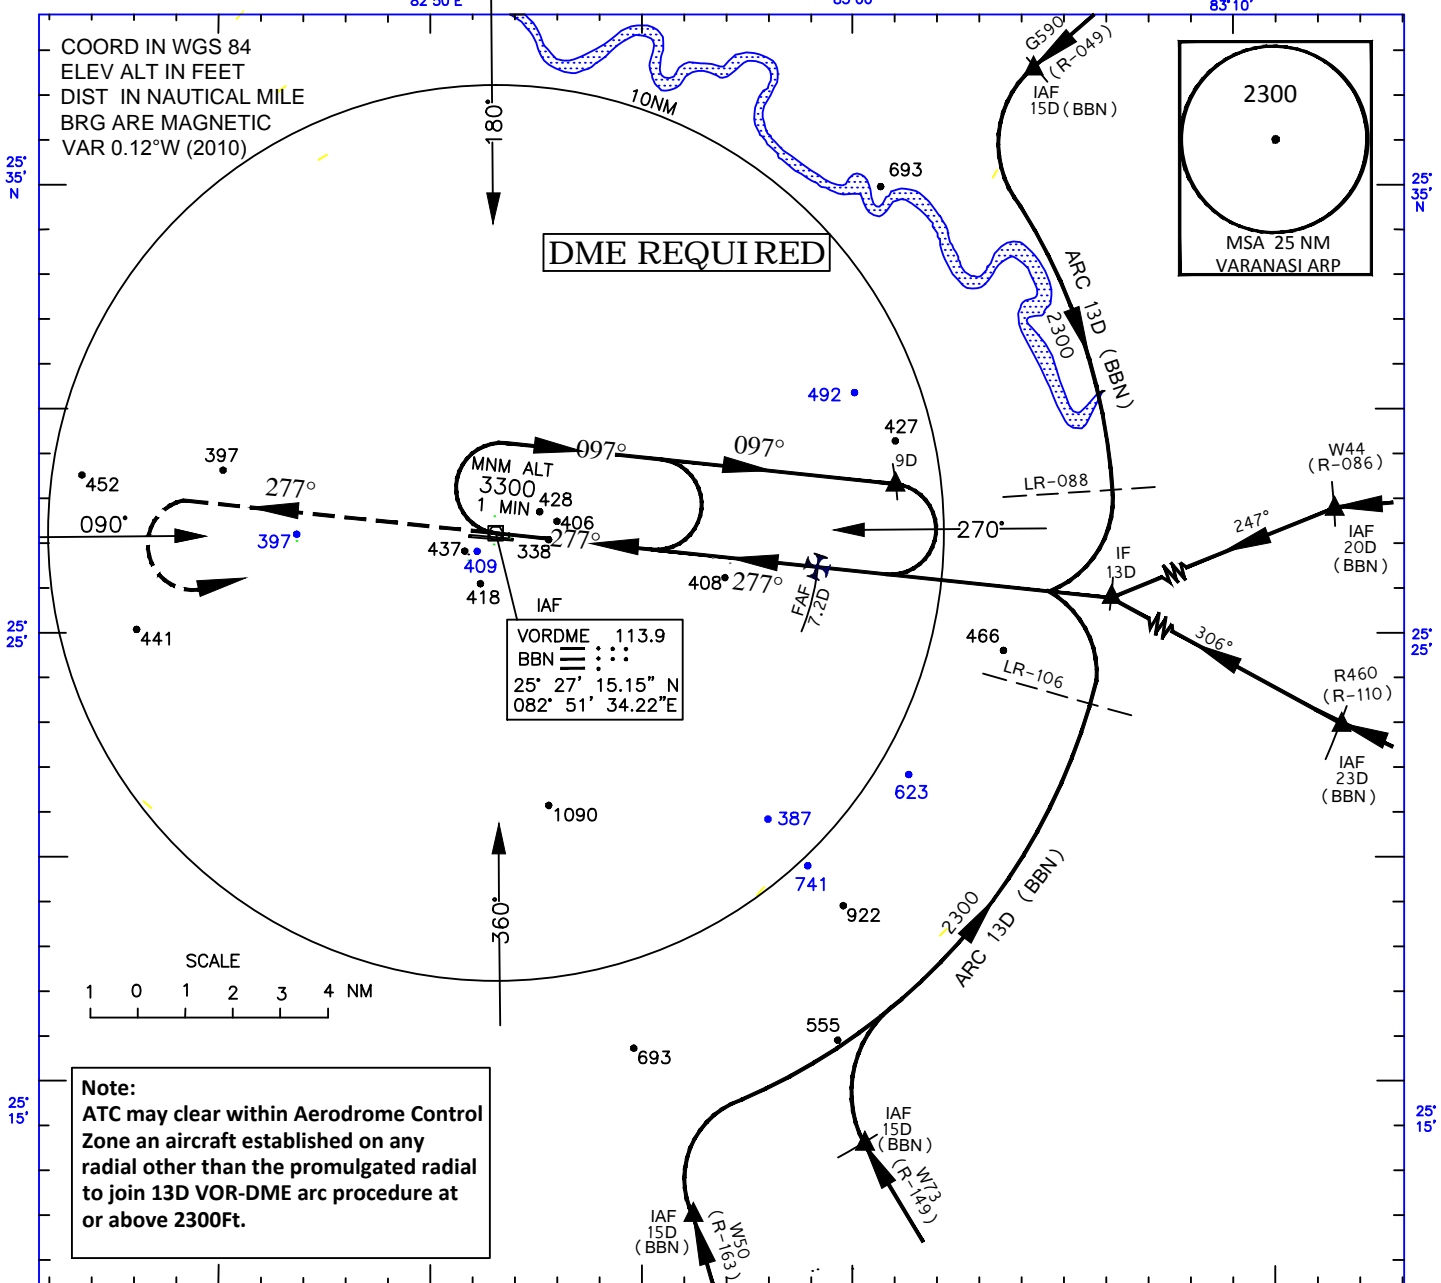 COORD IN WGS 84
ELEV ALT IN FEET
DIST IN NAUTICAL MILE
BRG ARE MAGNETIC
VAR 0.12°W (2010)
82°50'E
83°00'
83°10'
25°
35'
N
25°
35'
N
180°
10NM
693
DME REQUIRED
G590
(R-049)
IAF
15D (BBN)
2300
MSA 25 NM
VARANASI ARP
ARC 13D (BBN)
2300
492
427
9D
097°
097°
MNM ALT
3300
1 MIN
428
406
338
277°
437
409
418
408
277°
FAF
7.2D
270°
452
397
277°
090°
397
441
LR-088
W44
(R-086)
247°
IAF
20D
(BBN)
IF
13D
306°
R460
(R-110)
IAF
23D
(BBN)
466
LR-106
25°
25'
25°
25'
IAF
VORDME 113.9
BBN
25° 27' 15.15" N
082° 51' 34.22"E
623
387
741
922
1090
360°
2300
ARC 13D (BBN)
SCALE
1 0 1 2 3 4 NM
555
693
Note:
ATC may clear within Aerodrome Control
Zone an aircraft established on any
radial other than the promulgated radial
to join 13D VOR-DME arc procedure at
or above 2300Ft.
25°
15'
25°
15'
IAF
15D
(BBN)
W73
(R-149)
IAF
15D
(BBN)
W50
(R-163)